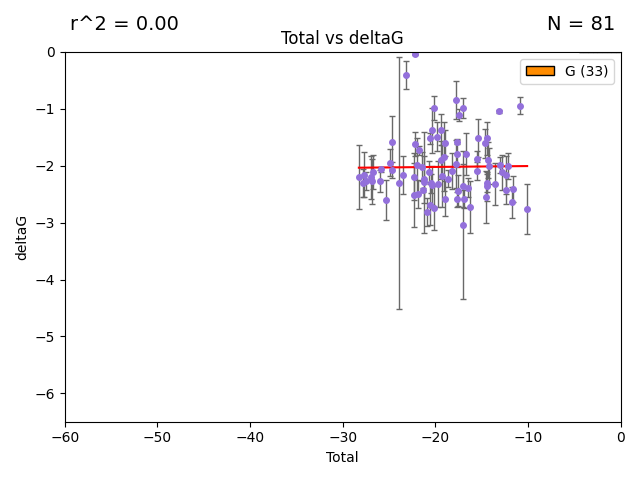 r^2 = 0.00
N = 81
Total vs deltaG
G (33)
0
−1
−2
−3
−4
−5
−6
deltaG
−60
−50
−40
−30
−20
−10
0
Total